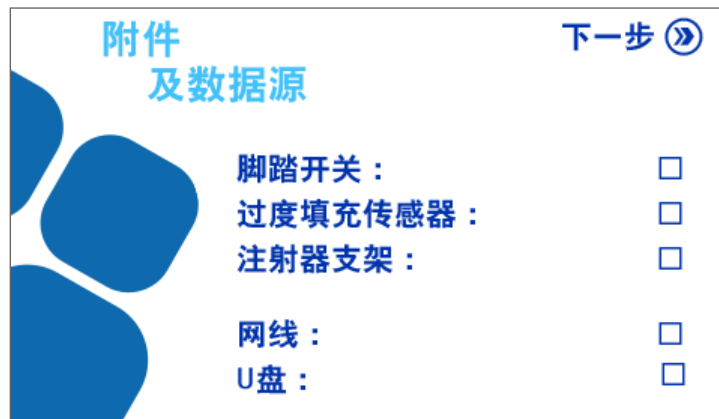 附件
及数据源
下一步
脚踏开关：
过度填充传感器：
注射器支架：
网线：
U盘：